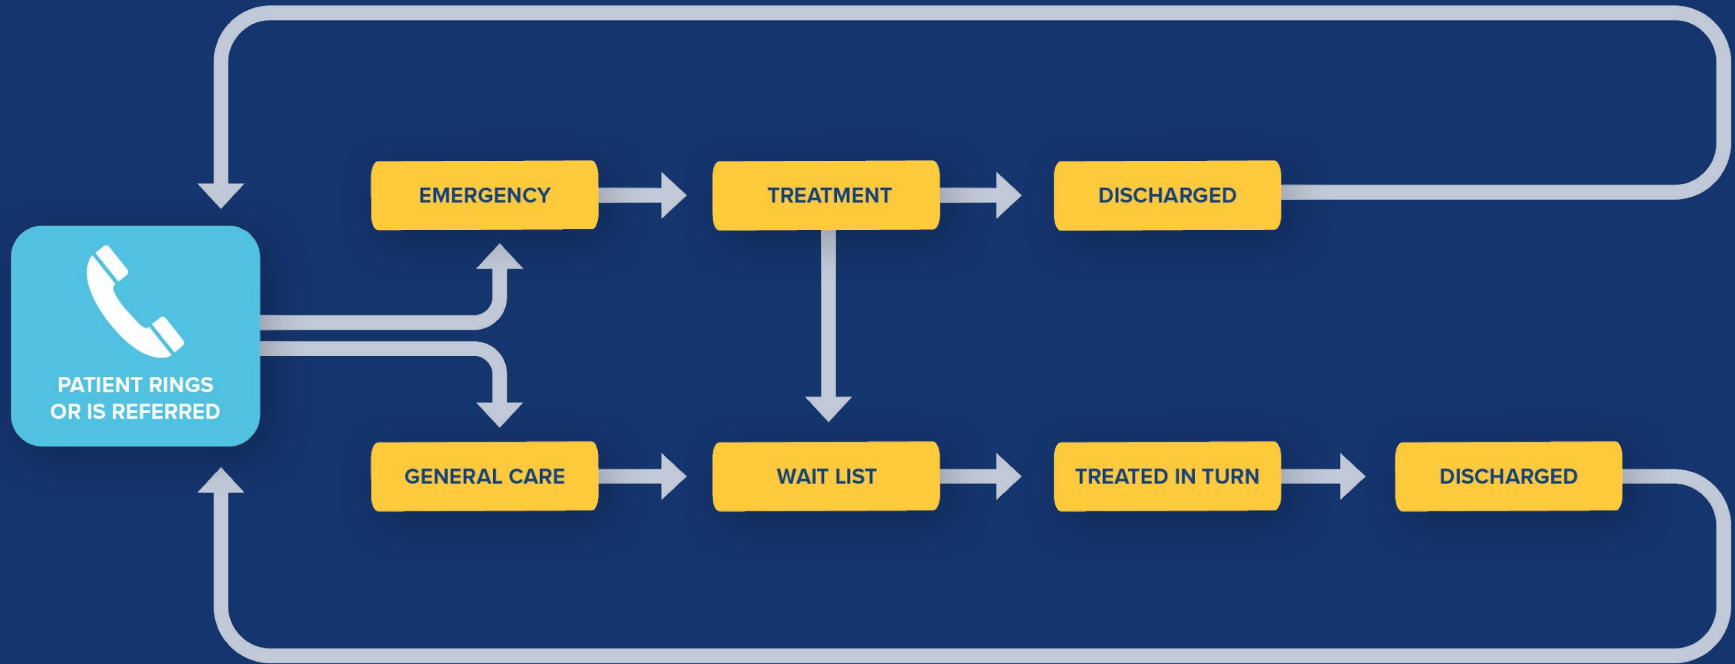 EMERGENCY
TREATMENT
DISCHARGED
PATIENT RINGS
OR IS REFERRED
GENERAL CARE
WAIT LIST
TREATED IN TURN
DISCHARGED